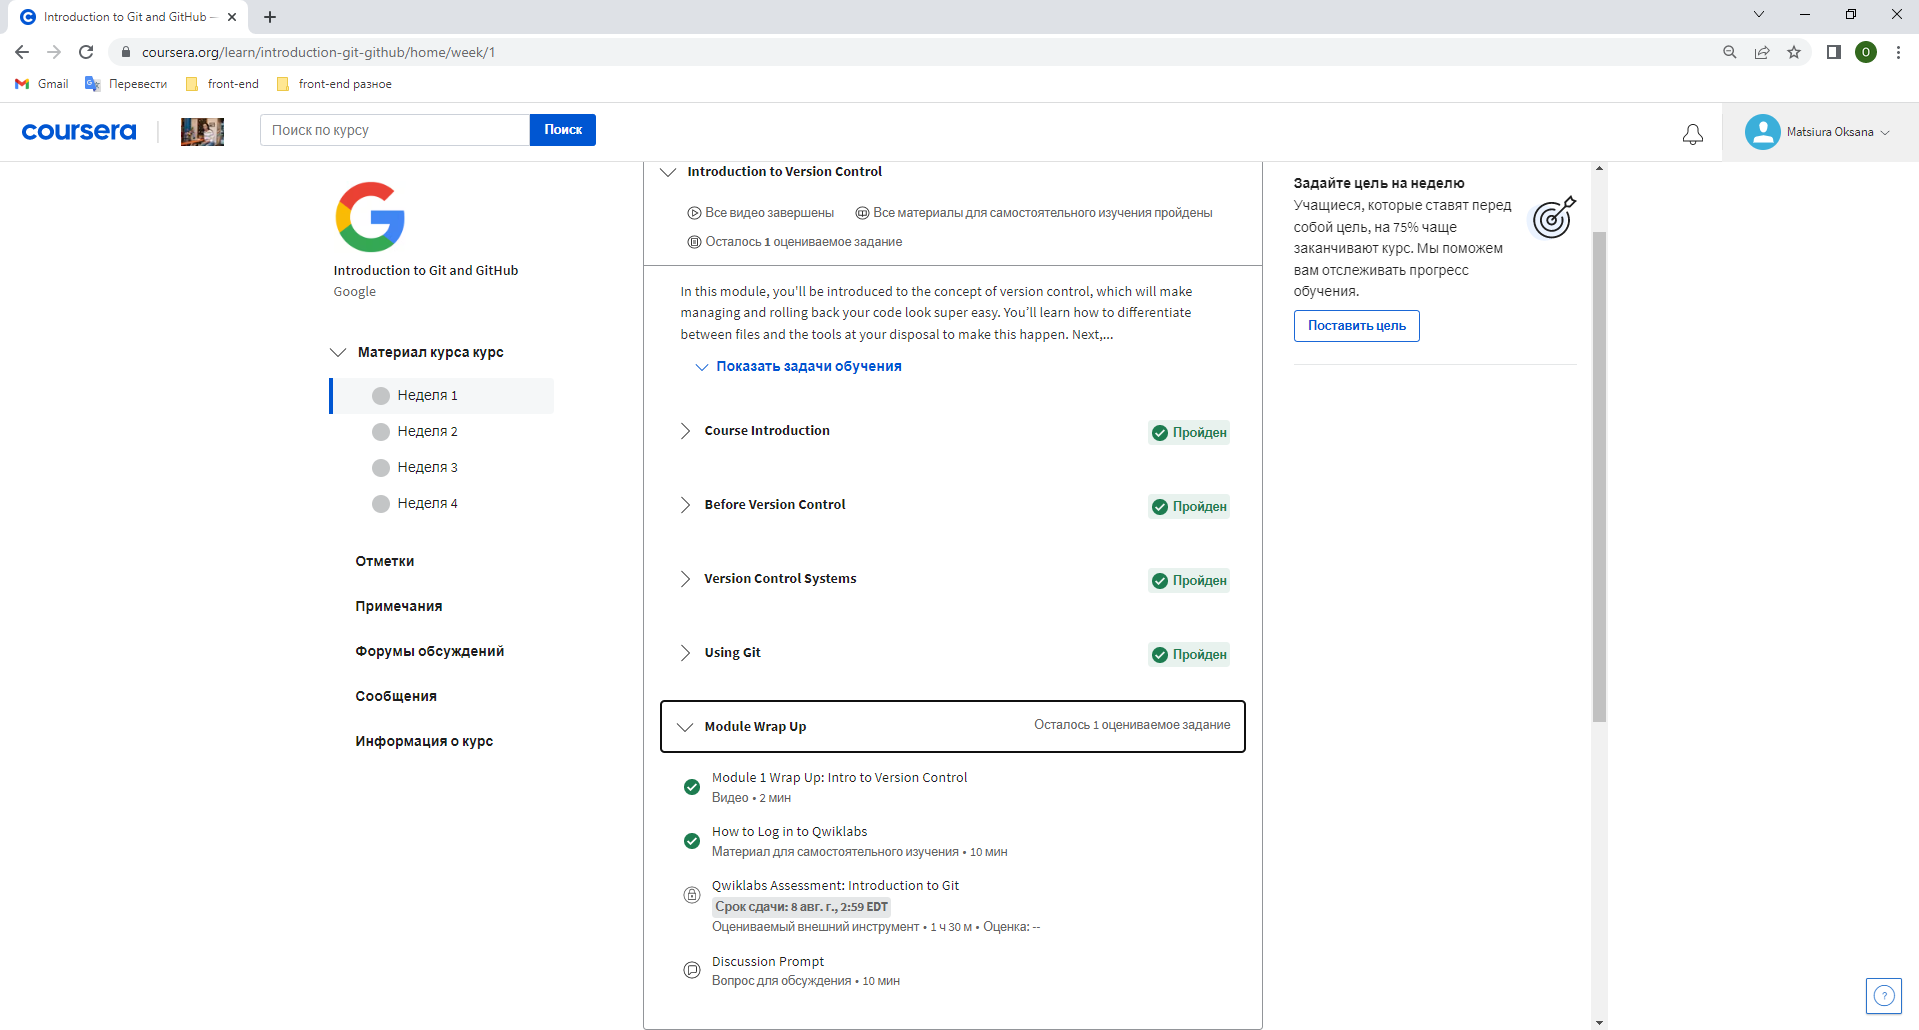 Introduction to Git and GitHub –
coursera.org/learn/introduction-git-github/home/week/1
O
Gmail
Перевести
front-end
front-end разное
coursera
Поиск по курсу
Поиск
Matsiura Oksana
Introduction to Git and GitHub
Google
Материал курса курс
Неделя 1
Неделя 2
Неделя 3
Неделя 4
Отметки
Примечания
Форумы обсуждений
Сообщения
Информация о курс
Introduction to Version Control
Все видео завершены
Все материалы для самостоятельного изучения пройдены
Осталось 1 оцениваемое задание
In this module, you'll be introduced to the concept of version control, which will make
managing and rolling back your code look super easy. You'll learn how to differentiate
between files and the tools at your disposal to make this happen. Next,...
Показать задачи обучения
Course Introduction
Пройден
Before Version Control
Пройден
Version Control Systems
Пройден
Using Git
Пройден
Module Wrap Up
Осталось 1 оцениваемое задание
Module 1 Wrap Up: Intro to Version Control
Видео • 2 мин
How to Log in to Qwiklabs
Материал для самостоятельного изучения • 10 мин
Qwiklabs Assessment: Introduction to Git
Срок сдачи: 8 авг. г., 2:59 EDT
Оцениваемый внешний инструмент • 1 ч 30 м • Оценка: --
Discussion Prompt
Вопрос для обсуждения • 10 мин
Задайте цель на неделю
Учащиеся, которые ставят перед
собой цель, на 75% чаще
заканчивают курс. Мы поможем
вам отслеживать прогресс
обучения.
Поставить цель
?